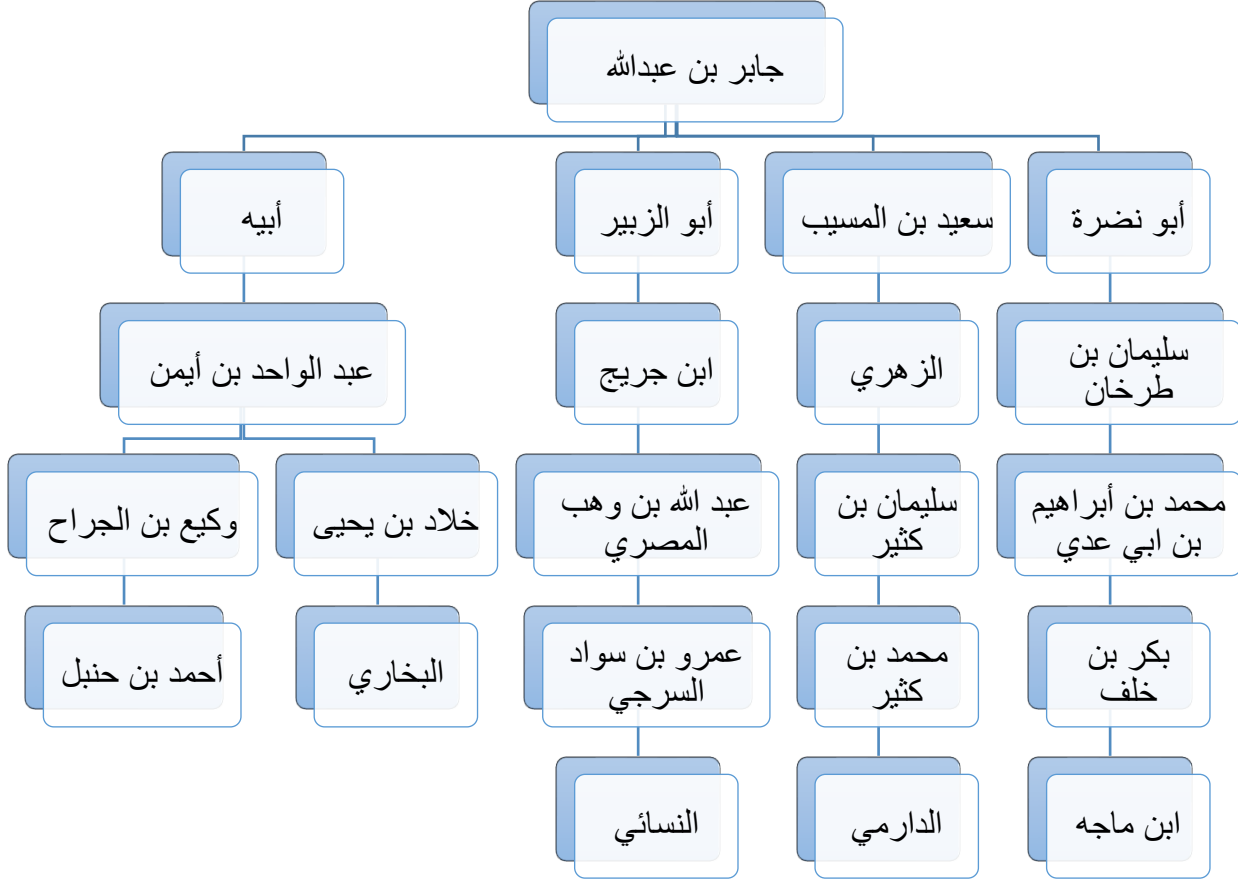 جابر بن عبدالله
أبو نضرة
سعيد بن المسيب
أبو الزبير
أبيه
سليمان بن
طرخان
الزهري
ابن جريج
عبد الواحد بن أيمن
محمد بن أبراهيم
بن ابي عدي
سليمان بن
كثير
عبد الله بن وهب
المصري
خلاد بن يحيى
وكيع بن الجراح
بكر بن
خلف
محمد بن
كثير
عمرو بن سواد
السرجي
البخاري
أحمد بن حنبل
ابن ماجه
الدارمي
النسائي